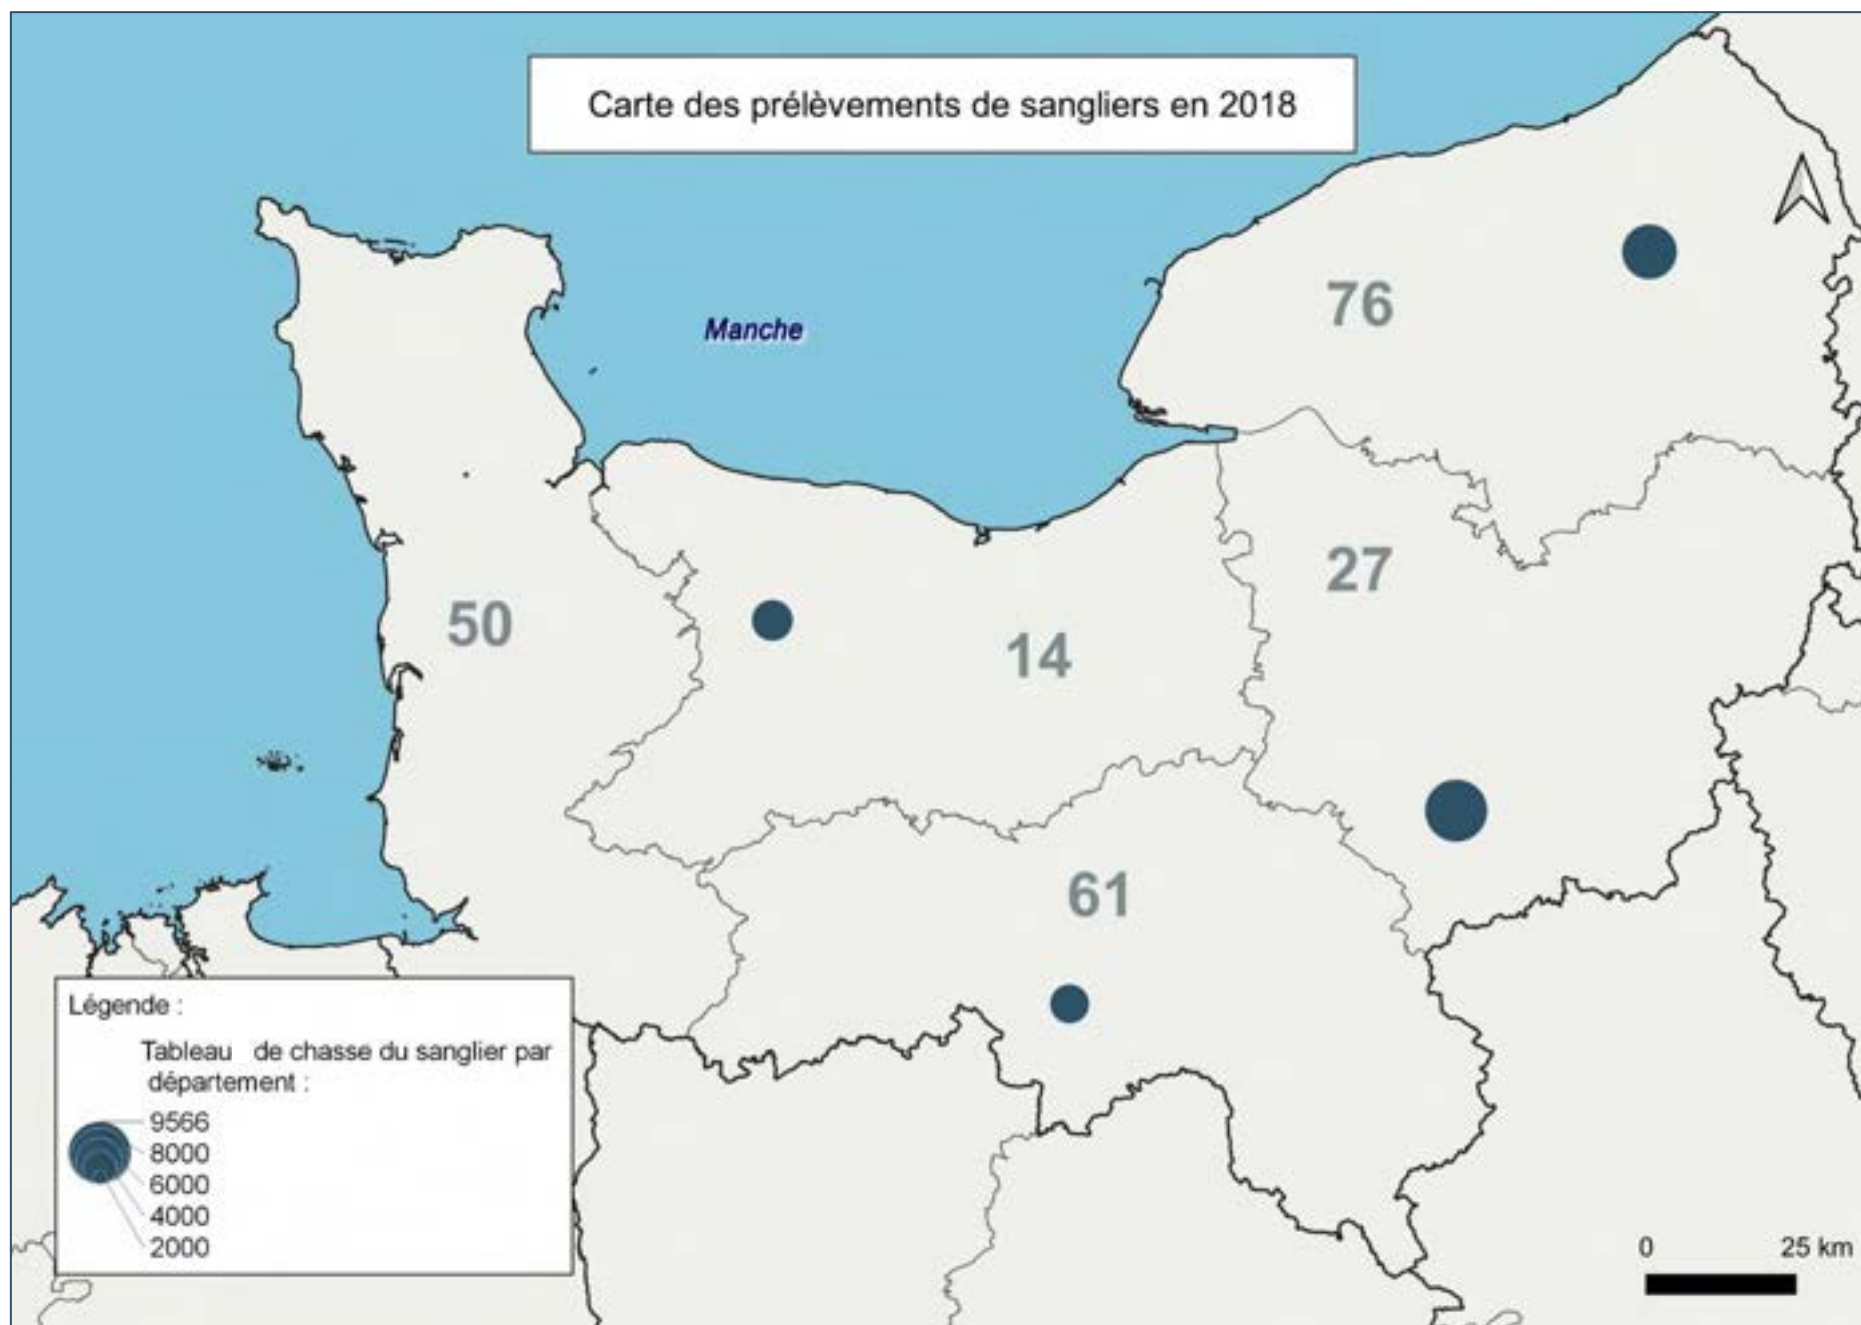 Carte des prélèvements de sangliers en 2018
76
Manche
27
50
14
61
Légende :
Tableau de chasse du sanglier par
département :
9566
8000
6000
4000
2000
0 25 km